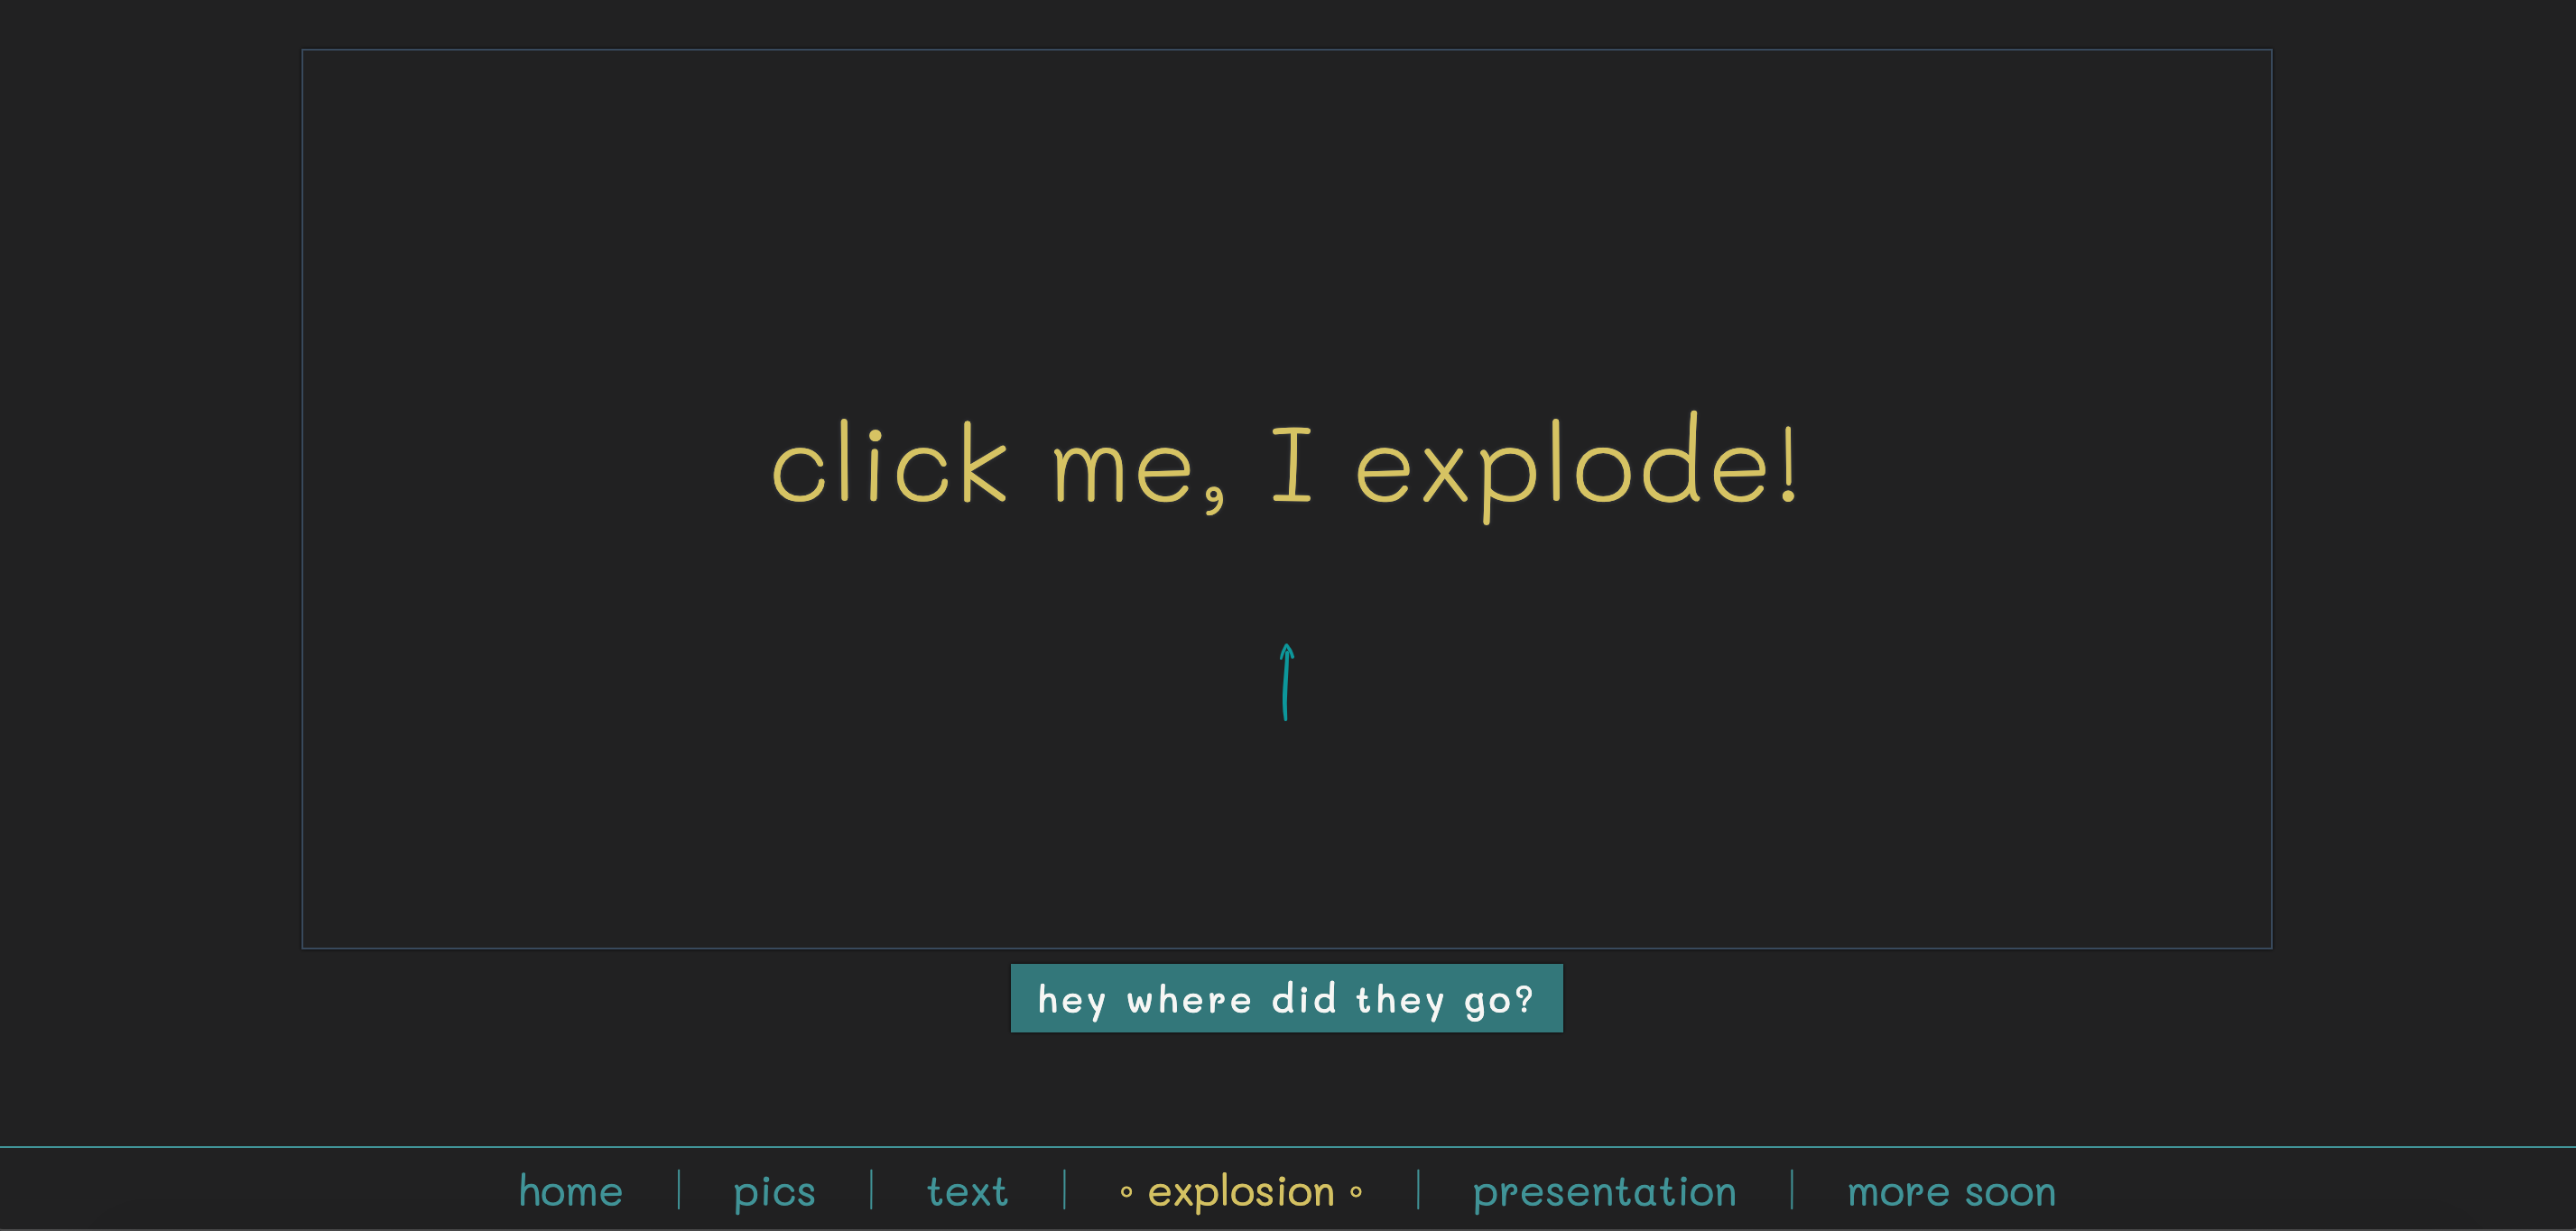 click me, I explode!
hey where did they go?
home | pics | text | ∘ explosion ∘ | presentation | more soon